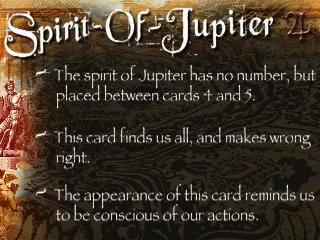 Spirit-Of-Jupiter ♃
~ The spirit of Jupiter has no number, but
placed between cards 4 and 5.
~ This card finds us all, and makes wrong
right.
~ The appearance of this card reminds us
to be conscious of our actions.